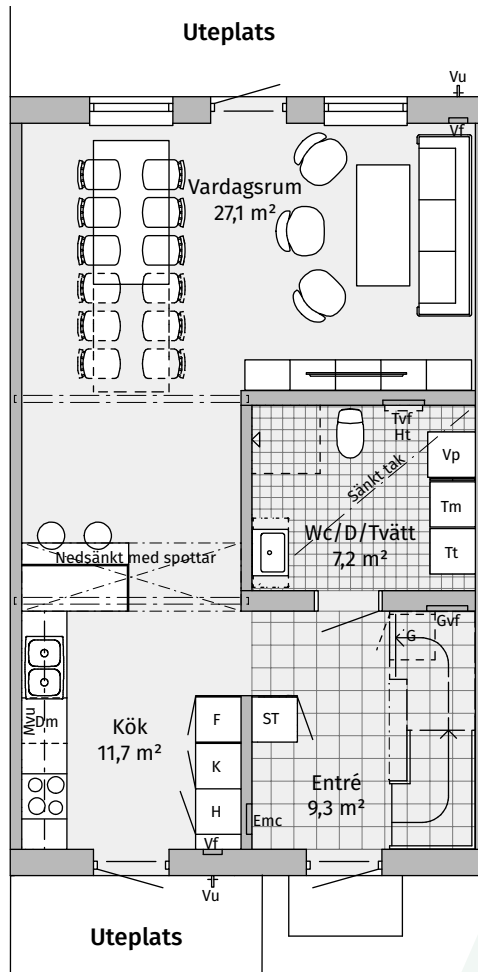 Uteplats
Vu
Vf
Vardagsrum
27,1 m²
Tvf
Ht
Sänkt tak
Vp
Tm
Wc/D/Tvätt
7,2 m²
Tt
Nedsänkt med spottar
Gvf
G
Mvu
Dm
F
ST
Kök
11,7 m²
K
Entré
9,3 m²
H
Emc
Vf
Vu
Uteplats